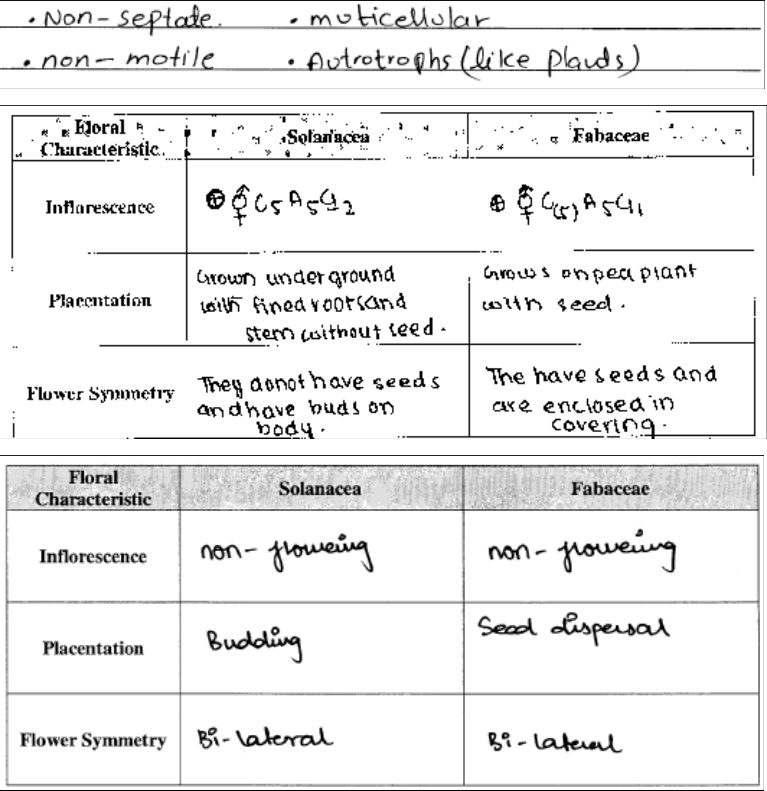 • Non-septate. • muticellular
• non-motile • Autrotrophs (like plauds)
Floral Characteristic Solanacea Fabaceae
Inflorescence ⊕ ⚥ C5 A5 G2 ⊕ ⚥ C(5) A5 G1
Placentation
Grown underground
with fined roots and
stem without seed.
Grows on pea plant
with seed.
Flower Symmetry
They donot have seeds
and have buds on
body.
The have seeds and
are enclosed in
covering.
Floral Characteristic Solanacea Fabaceae
Inflorescence non-flowering non-flowering
Placentation Budding Seed dispersal
Flower Symmetry Bi-lateral Bi-lateral